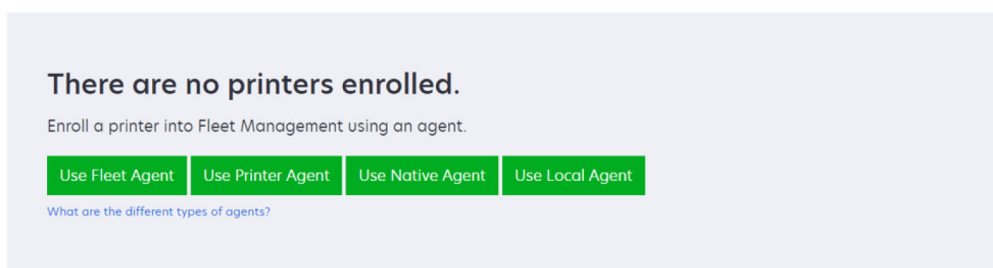 There are no printers enrolled.
Enroll a printer into Fleet Management using an agent.
Use Fleet Agent Use Printer Agent Use Native Agent Use Local Agent
What are the different types of agents?